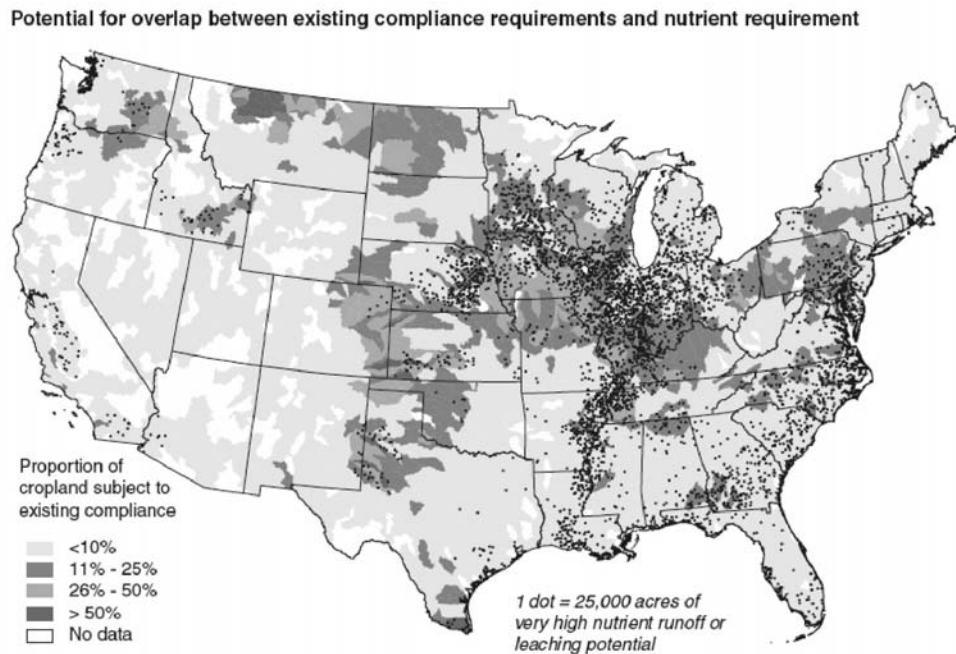 Potential for overlap between existing compliance requirements and nutrient requirement
Proportion of
cropland subject to
existing compliance
<10%
11% - 25%
26% - 50%
> 50%
No data
1 dot = 25,000 acres of
very high nutrient runoff or
leaching potential